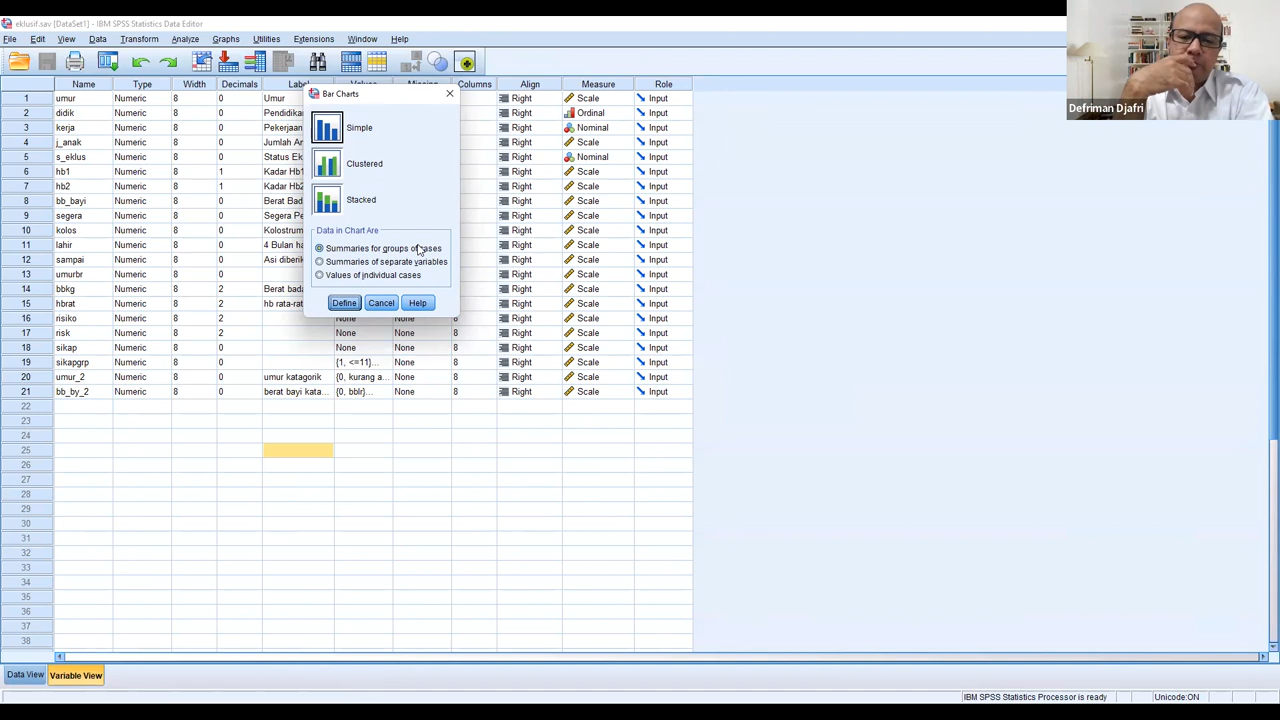 eklusif.sav [DataSet1] - IBM SPSS Statistics Data Editor
File Edit View Data Transform Analyze Graphs Utilities Extensions Window Help
Name Type Width Decimals Label Values Missing Columns Align Measure Role
1 umur Numeric 8 0 Umur Right Scale Input
2 didik Numeric 8 0 Pendidikan Right Ordinal Input
3 kerja Numeric 8 0 Pekerjaan Right Nominal Input
4 j_anak Numeric 8 0 Jumlah An Right Scale Input
5 s_eklus Numeric 8 0 Status Ek Right Nominal Input
6 hb1 Numeric 8 1 Kadar Hb1 Right Scale Input
7 hb2 Numeric 8 1 Kadar Hb2 Right Scale Input
8 bb_bayi Numeric 8 0 Berat Bad Right Scale Input
9 segera Numeric 8 0 Segera Pe Right Scale Input
10 kolos Numeric 8 0 Kolostrum Right Scale Input
11 lahir Numeric 8 0 4 Bulan ha Right Scale Input
12 sampai Numeric 8 0 Asi diberik Right Scale Input
13 umurbr Numeric 8 0 Right Scale Input
14 bbkg Numeric 8 2 Berat bada Right Scale Input
15 hbrat Numeric 8 2 hb rata-rat Right Scale Input
16 risiko Numeric 8 2 None None 8 Right Scale Input
17 risk Numeric 8 2 None None 8 Right Scale Input
18 sikap Numeric 8 0 None None 8 Right Scale Input
19 sikapgrp Numeric 8 0 {1, <=11}... None 8 Right Scale Input
20 umur_2 Numeric 8 0 umur katagorik {0, kurang a... None 8 Right Scale Input
21 bb_by_2 Numeric 8 0 berat bayi kata... {0, bblr}... None 8 Right Scale Input
22
23
24
25
26
27
28
29
30
31
32
33
34
35
36
37
38
Bar Charts
Simple
Clustered
Stacked
Data in Chart Are
Summaries for groups of cases
Summaries of separate variables
Values of individual cases
Define Cancel Help
Defriman Djafri
Data View Variable View
IBM SPSS Statistics Processor is ready Unicode:ON